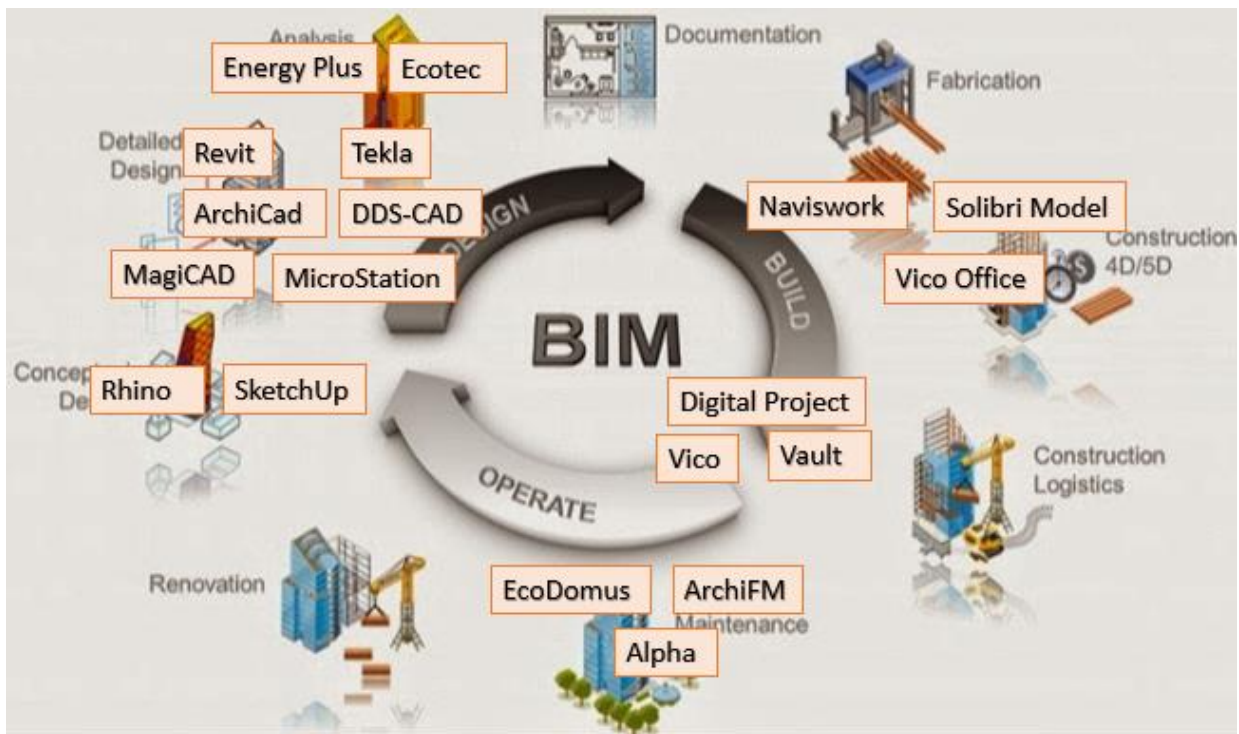 Analysis
Energy Plus
Ecotec
Documentation
Fabrication
Detailed
Design
Revit
Tekla
ArchiCad
DDS-CAD
MagiCAD
MicroStation
DESIGN
BUILD
Naviswork
Solibri Model
Construction
4D/5D
Vico Office
BIM
Rhino
SketchUp
Digital Project
Vico
Vault
OPERATE
Construction
Logistics
Renovation
EcoDomus
ArchiFM
Maintenance
Alpha